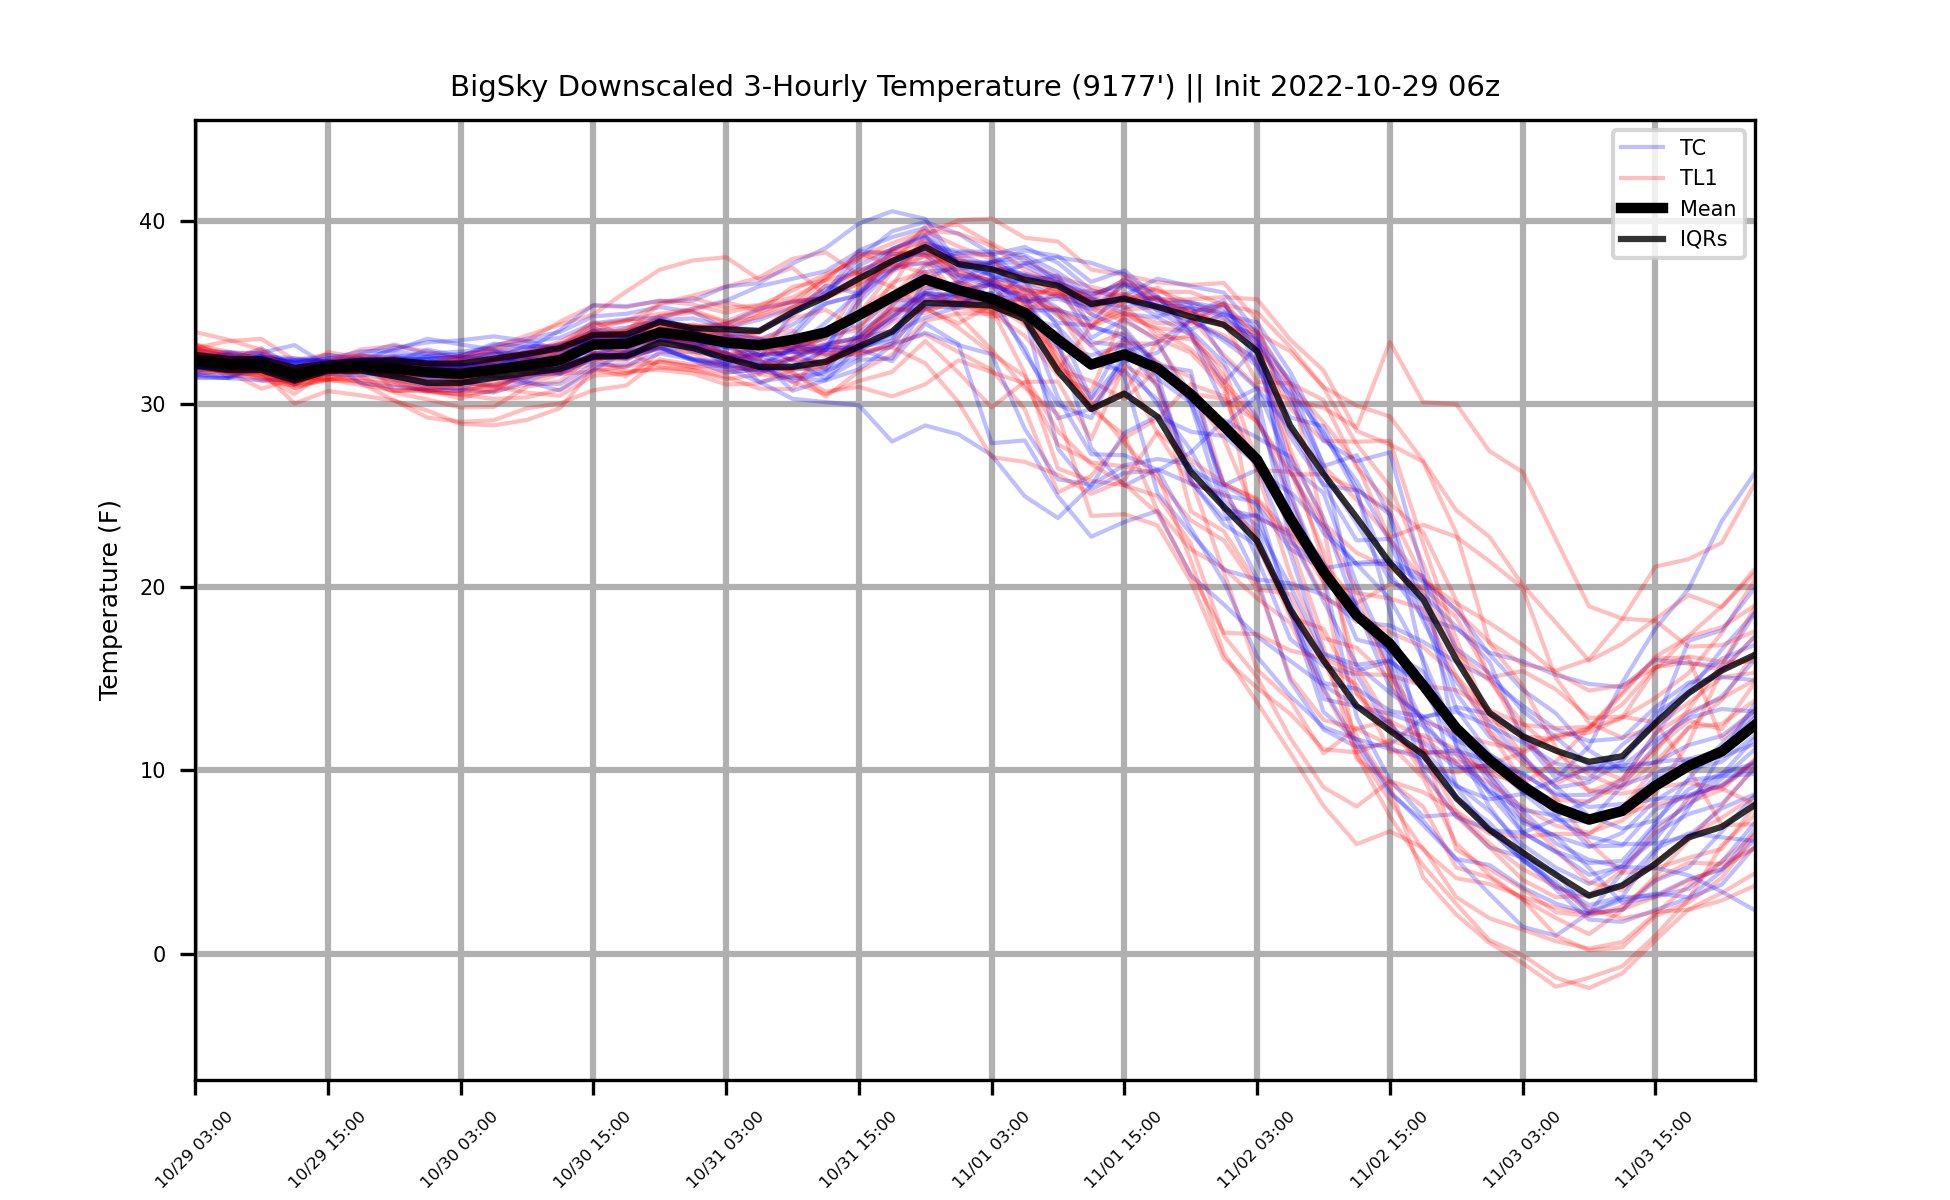 BigSky Downscaled 3-Hourly Temperature (9177') || Init 2022-10-29 06z
TC
TL1
Mean
IQRs
Temperature (F)
40
30
20
10
0
10/29 03:00
10/29 15:00
10/30 03:00
10/30 15:00
10/31 03:00
10/31 15:00
11/01 03:00
11/01 15:00
11/02 03:00
11/02 15:00
11/03 03:00
11/03 15:00